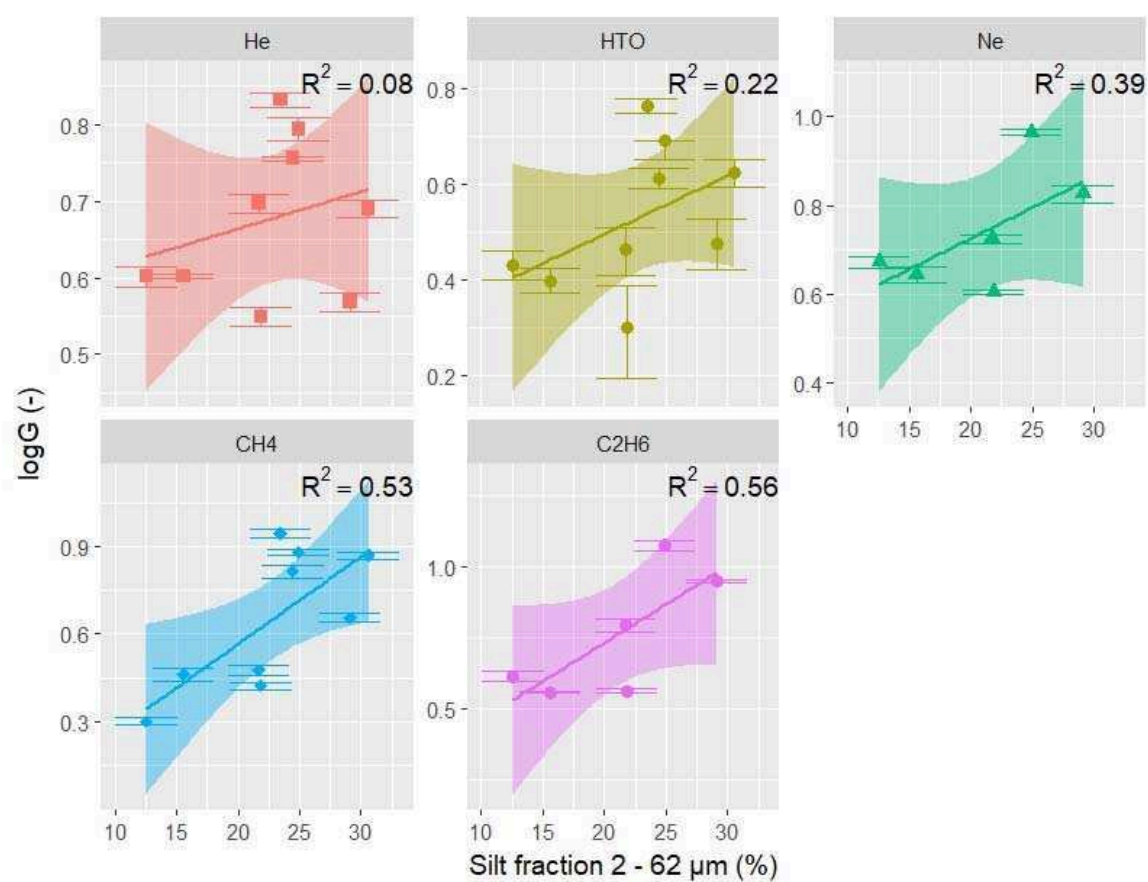 He
HTO
Ne
R² = 0.08
R² = 0.22
R² = 0.39
0.8
0.7
0.6
0.5
0.8
0.6
0.4
0.2
1.0
0.8
0.6
0.4
10 15 20 25 30
logG (-)
CH4
C2H6
R² = 0.53
R² = 0.56
0.9
0.6
0.3
1.0
0.5
10 15 20 25 30
10 15 20 25 30
Silt fraction 2 - 62 µm (%)